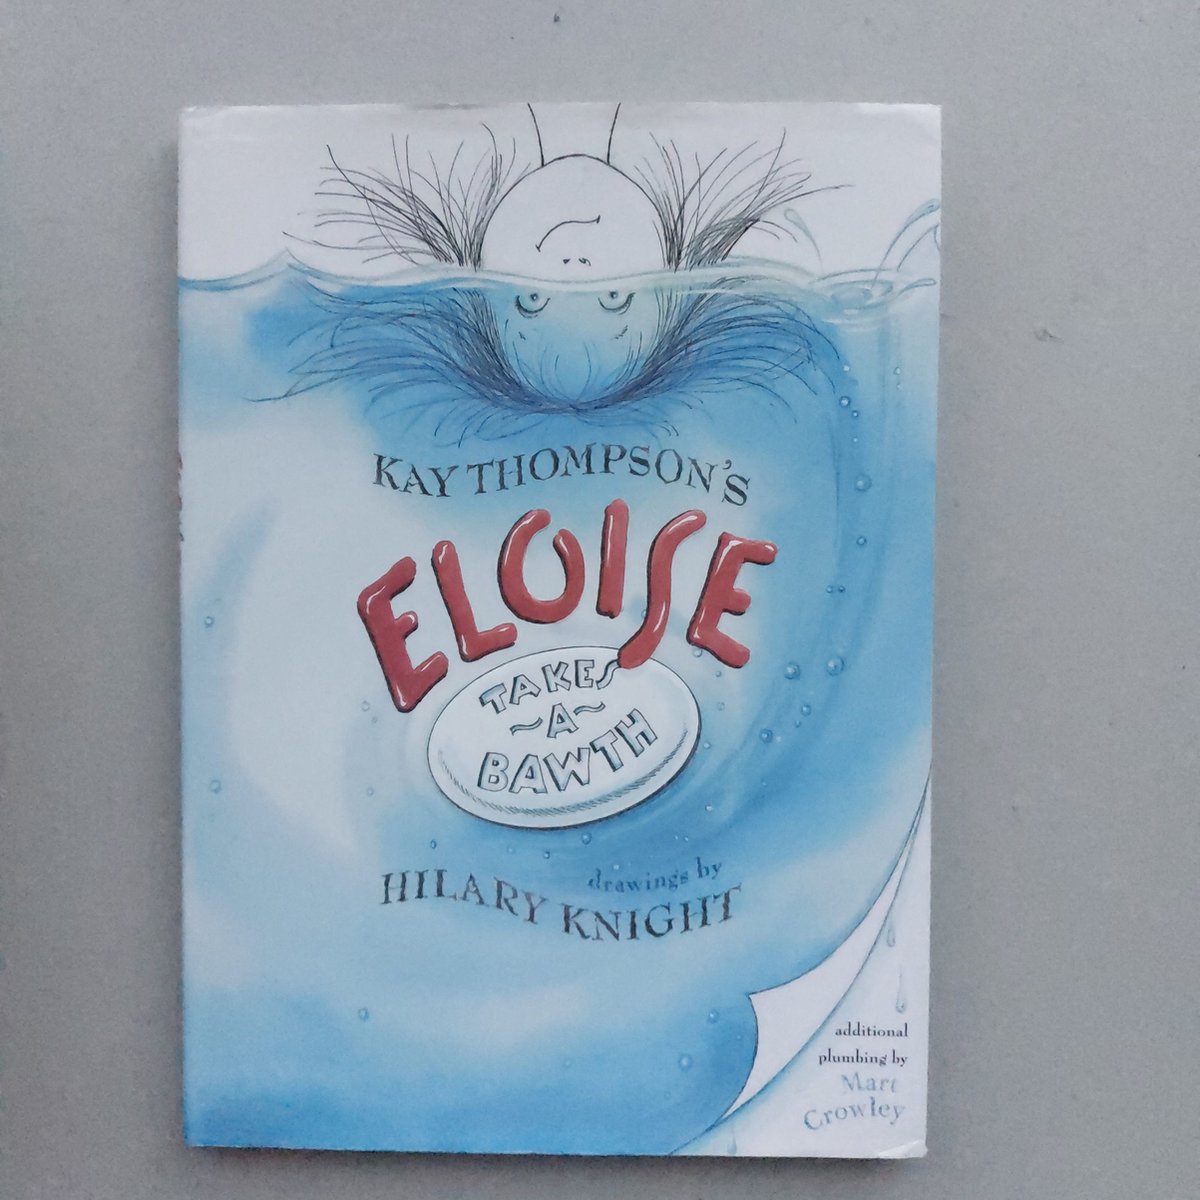 KAY THOMPSON'S
ELOISE
TAKES
~A~
BAWTH
drawings by
HILARY KNIGHT
additional
plumbing by
Mart
Crowley